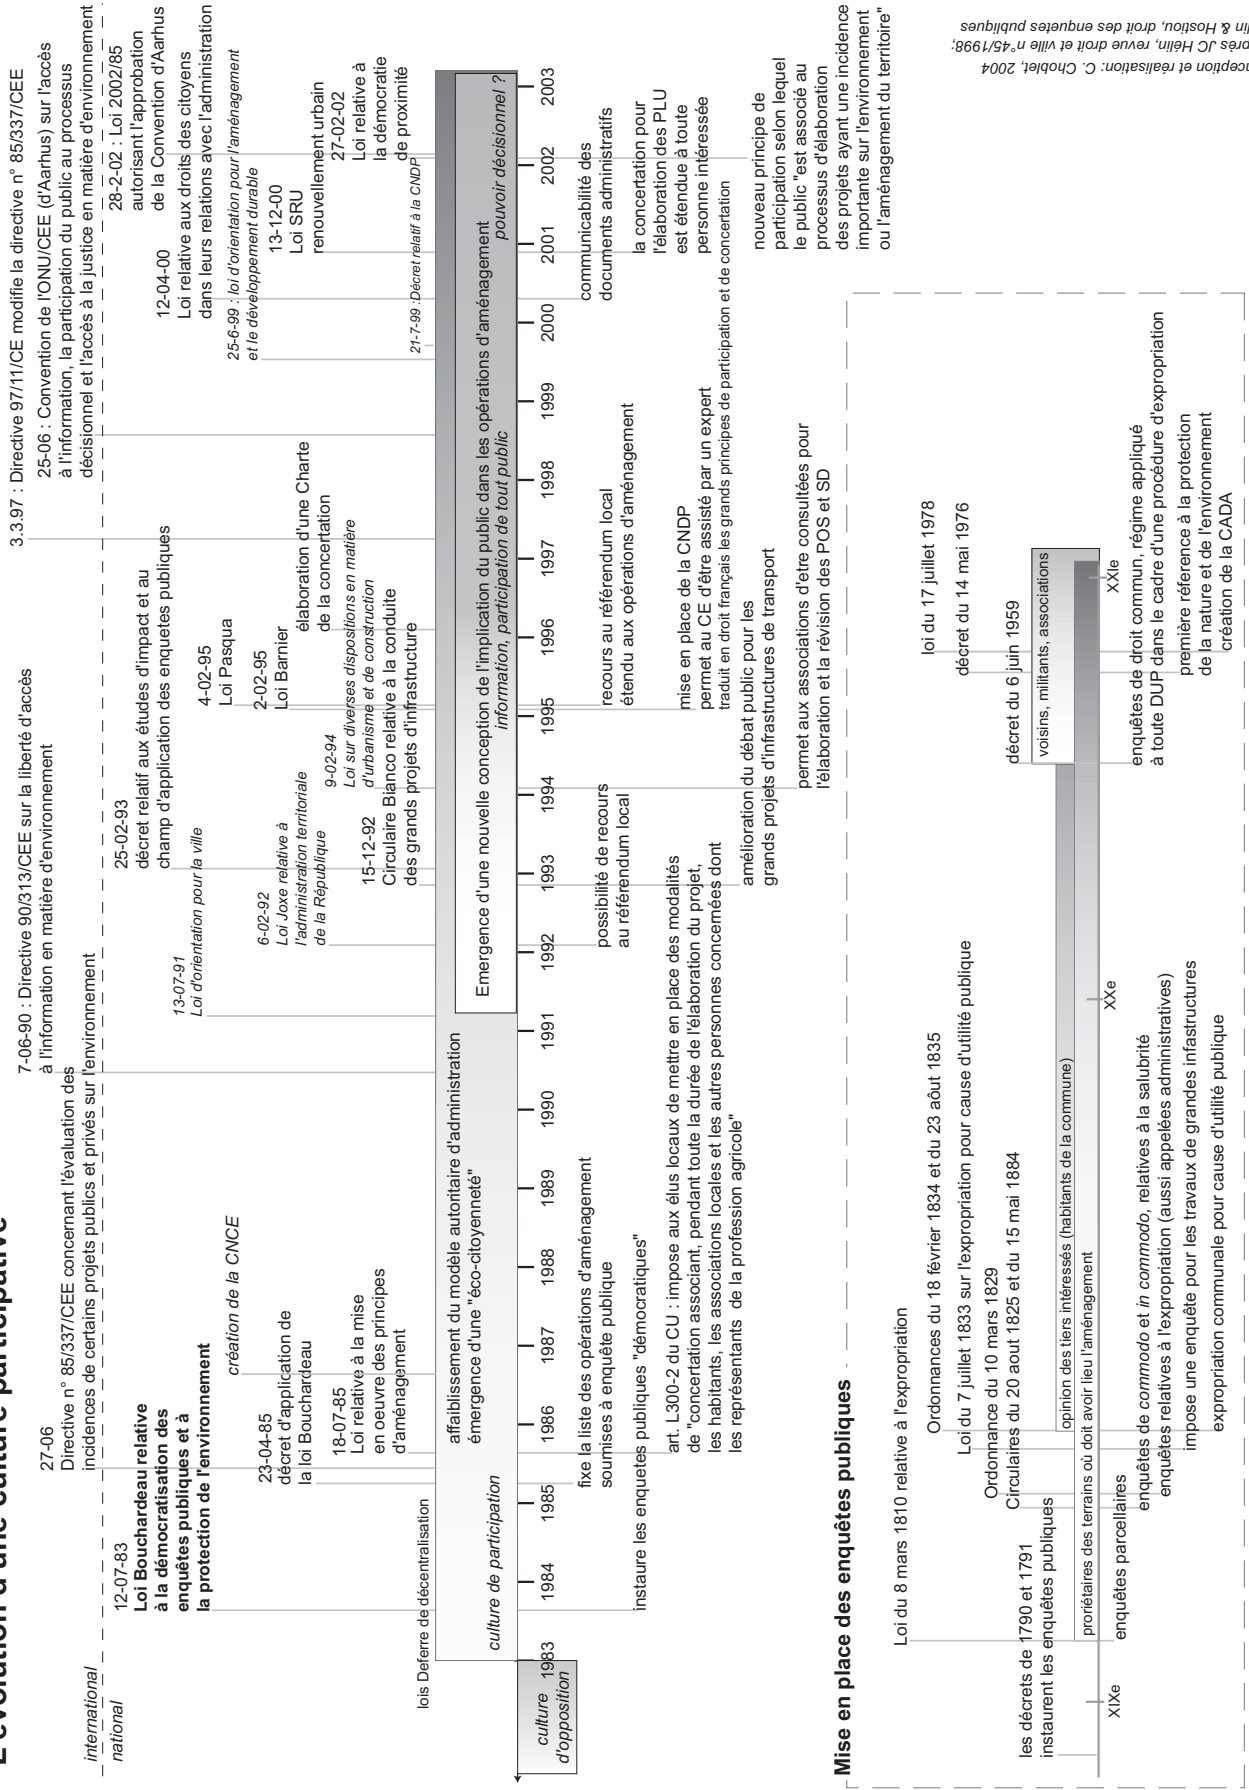 L'évolution d'une culture participative
international
national
27-06
Directive n° 85/337/CEE concernant l'évaluation des
incidences de certains projets publics et privés sur l'environnement
7-06-90 : Directive 90/313/CEE sur la liberté d'accès
à l'information en matière d'environnement
3.3.97 : Directive 97/11/CE modifie la directive n° 85/337/CEE
25-06 : Convention de l'ONU/CEE (d'Aarhus) sur l'accès
à l'information, la participation du public au processus
décisionnel et l'accès à la justice en matière d'environnement
12-07-83
Loi Bouchardeau relative
à la démocratisation des
enquêtes publiques et à
la protection de l'environnement
création de la CNCE
23-04-85
décret d'application de
la loi Bouchardeau
18-07-85
Loi relative à la mise
en oeuvre des principes
d'aménagement
13-07-91
Loi d'orientation pour la ville
25-02-93
décret relatif aux études d'impact et au
champ d'application des enquetes publiques
6-02-92
Loi Joxe relative à
l'administration territoriale
de la République
15-12-92
Circulaire Bianco relative à la conduite
des grands projets d'infrastructure
4-02-95
Loi Pasqua
2-02-95
Loi Barnier
9-02-94
Loi sur diverses dispositions en matière
d'urbanisme et de construction
élaboration d'une Charte
de la concertation
28-2-02 : Loi 2002/85
autorisant l'approbation
de la Convention d'Aarhus
12-04-00
Loi relative aux droits des citoyens
dans leurs relations avec l'administration
25-6-99 : loi d'orientation pour l'aménagement
et le développement durable
13-12-00
Loi SRU
renouvellement urbain
27-02-02
Loi relative à
la démocratie
de proximité
21-7-99 :Décret relatif à la CNDP
lois Deferre de décentralisation
culture de participation
affaiblissement du modèle autoritaire d'administration
émergence d'une "éco-citoyenneté"
Emergence d'une nouvelle conception de l'implication du public dans les opérations d'aménagement
information, participation de tout public
pouvoir décisionnel ?
culture
d'opposition
1983
1984
1985
1986
1987
1988
1989
1990
1991
1992
1993
1994
1995
1996
1997
1998
1999
2000
2001
2002
2003
instaure les enquetes publiques "démocratiques"
fixe la liste des opérations d'aménagement
soumises à enquête publique
art. L300-2 du CU : impose aux élus locaux de mettre en place des modalités
de "concertation associant, pendant toute la durée de l'élaboration du projet,
les habitants, les associations locales et les autres personnes concernées dont
les représentants de la profession agricole"
possibilité de recours
au référendum local
amélioration du débat public pour les
grands projets d'infrastructures de transport
permet aux associations d'etre consultées pour
l'élaboration et la révision des POS et SD
recours au référendum local
étendu aux opérations d'aménagement
mise en place de la CNDP
permet au CE d'être assisté par un expert
traduit en droit français les grands principes de participation et de concertation
communicabilité des
documents administratifs
la concertation pour
l'élaboration des PLU
est étendue à toute
personne intéressée
nouveau principe de
participation selon lequel
le public "est associé au
processus d'élaboration
des projets ayant une incidence
importante sur l'environnement
ou l'aménagement du territoire"
Mise en place des enquêtes publiques
Loi du 8 mars 1810 relative à l'expropriation
Ordonnances du 18 février 1834 et du 23 aôut 1835
Loi du 7 juillet 1833 sur l'expropriation pour cause d'utilité publique
Ordonnance du 10 mars 1829
Circulaires du 20 aout 1825 et du 15 mai 1884
les décrets de 1790 et 1791
instaurent les enquêtes publiques
loi du 17 juillet 1978
décret du 14 mai 1976
décret du 6 juin 1959
voisins, militants, associations
opinion des tiers intéressés (habitants de la commune)
proriétaires des terrains où doit avoir lieu l'aménagement
XIXe
XXe
XXIe
enquêtes parcellaires
enquêtes de commodo et in commodo, relatives à la salubrité
enquêtes relatives à l'expropriation (aussi appelées administratives)
impose une enquête pour les travaux de grandes infastructures
expropriation communale pour cause d'utilité publique
enquêtes de droit commun, régime appliqué
à toute DUP dans le cadre d'une procédure d'expropriation
première réference à la protection
de la nature et de l'environnement
création de la CADA
nception et réalisation: C. Choblet, 2004
près JC Hélin, revue droit et ville n°45/1998;
lin & Hostiou, droit des enquetes publiques